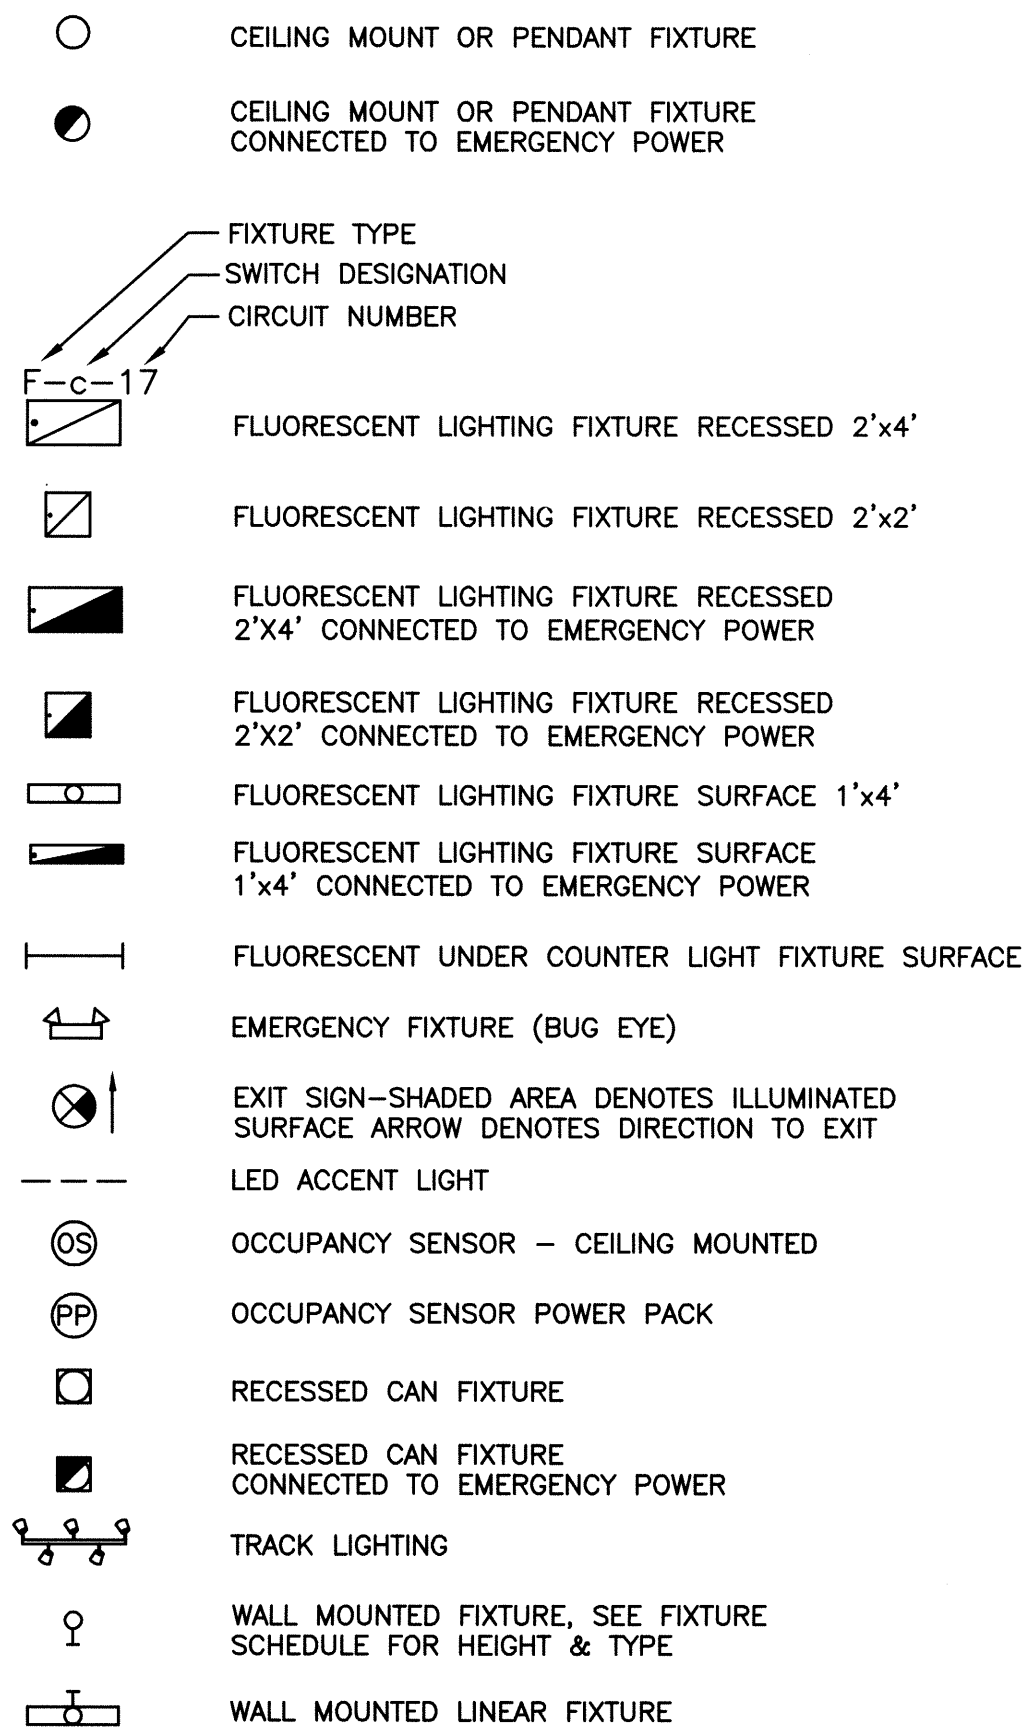 CEILING MOUNT OR PENDANT FIXTURE
CEILING MOUNT OR PENDANT FIXTURE
CONNECTED TO EMERGENCY POWER
FIXTURE TYPE
SWITCH DESIGNATION
CIRCUIT NUMBER
F-c-17
FLUORESCENT LIGHTING FIXTURE RECESSED 2'x4'
FLUORESCENT LIGHTING FIXTURE RECESSED 2'x2'
FLUORESCENT LIGHTING FIXTURE RECESSED
2'X4' CONNECTED TO EMERGENCY POWER
FLUORESCENT LIGHTING FIXTURE RECESSED
2'X2' CONNECTED TO EMERGENCY POWER
FLUORESCENT LIGHTING FIXTURE SURFACE 1'x4'
FLUORESCENT LIGHTING FIXTURE SURFACE
1'x4' CONNECTED TO EMERGENCY POWER
FLUORESCENT UNDER COUNTER LIGHT FIXTURE SURFACE
EMERGENCY FIXTURE (BUG EYE)
EXIT SIGN-SHADED AREA DENOTES ILLUMINATED
SURFACE ARROW DENOTES DIRECTION TO EXIT
LED ACCENT LIGHT
OS OCCUPANCY SENSOR - CEILING MOUNTED
PP OCCUPANCY SENSOR POWER PACK
RECESSED CAN FIXTURE
RECESSED CAN FIXTURE
CONNECTED TO EMERGENCY POWER
TRACK LIGHTING
WALL MOUNTED FIXTURE, SEE FIXTURE
SCHEDULE FOR HEIGHT & TYPE
WALL MOUNTED LINEAR FIXTURE